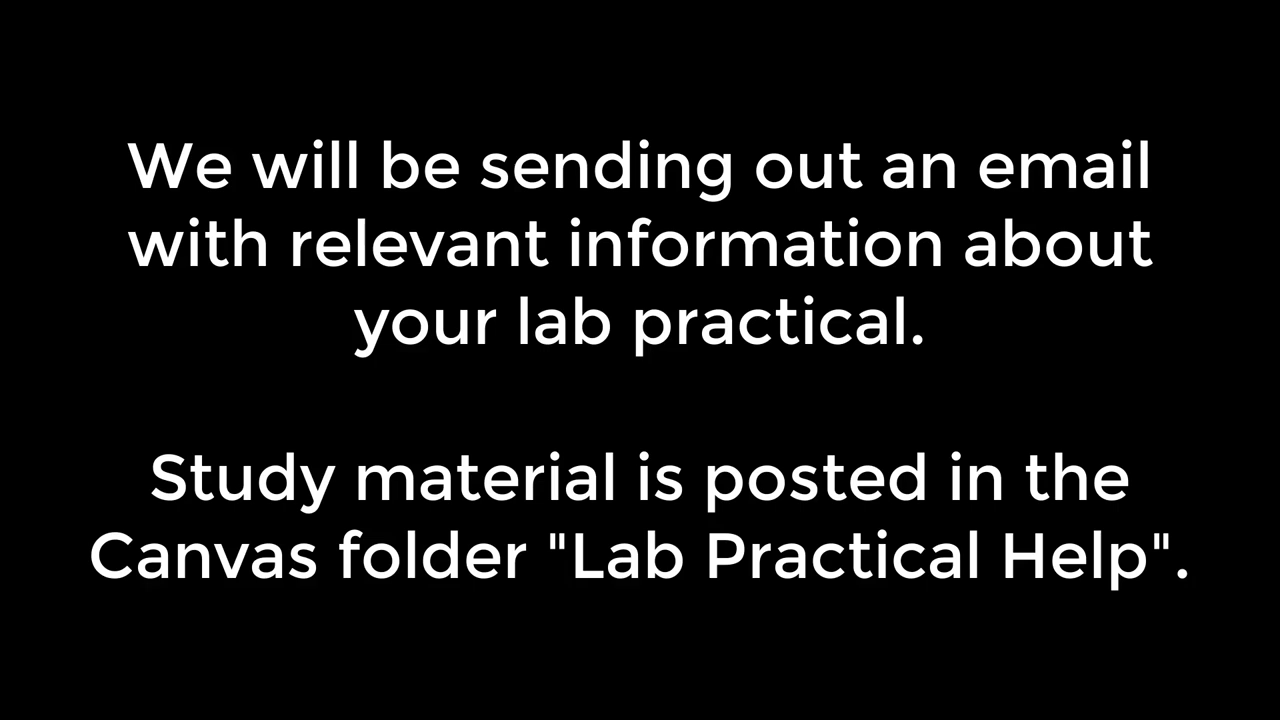 We will be sending out an email
with relevant information about
your lab practical.
Study material is posted in the
Canvas folder "Lab Practical Help".